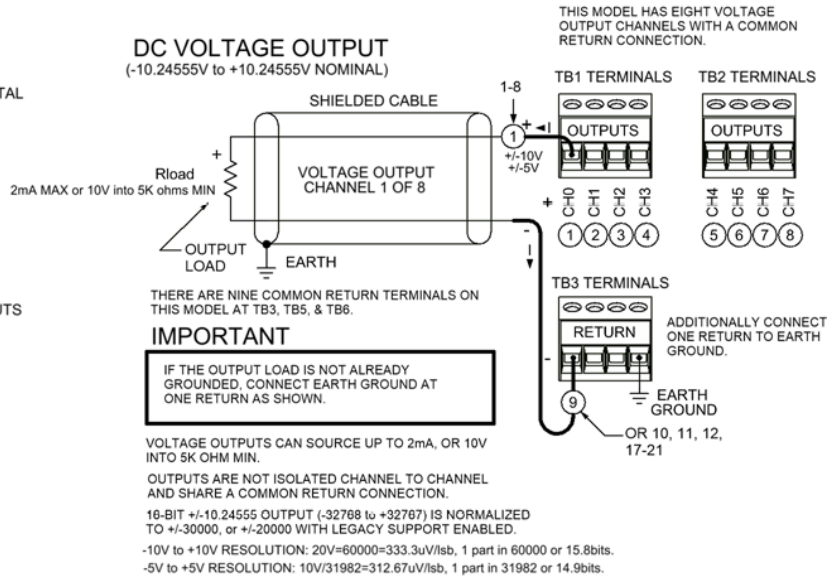 THIS MODEL HAS EIGHT VOLTAGE
OUTPUT CHANNELS WITH A COMMON
RETURN CONNECTION.
DC VOLTAGE OUTPUT
(-10.24555V to +10.24555V NOMINAL)
TAL
TB1 TERMINALS
TB2 TERMINALS
1-8
SHIELDED CABLE
OUTPUTS
OUTPUTS
1
+
I
+/-10V
+/-5V
+
Rload
2mA MAX or 10V into 5K ohms MIN
VOLTAGE OUTPUT
CHANNEL 1 OF 8
+
CH0
CH1
CH2
CH3
CH4
CH5
CH6
CH7
1
2
3
4
5
6
7
8
OUTPUT
LOAD
EARTH
-
I
TB3 TERMINALS
THERE ARE NINE COMMON RETURN TERMINALS ON
THIS MODEL AT TB3, TB5, & TB6.
UTS
RETURN
ADDITIONALLY CONNECT
ONE RETURN TO EARTH
GROUND.
IMPORTANT
-
IF THE OUTPUT LOAD IS NOT ALREADY
GROUNDED, CONNECT EARTH GROUND AT
ONE RETURN AS SHOWN.
9
EARTH
GROUND
OR 10, 11, 12,
17-21
VOLTAGE OUTPUTS CAN SOURCE UP TO 2mA, OR 10V
INTO 5K OHM MIN.
OUTPUTS ARE NOT ISOLATED CHANNEL TO CHANNEL
AND SHARE A COMMON RETURN CONNECTION.
16-BIT +/-10.24555 OUTPUT (-32768 to +32767) IS NORMALIZED
TO +/-30000, or +/-20000 WITH LEGACY SUPPORT ENABLED.
-10V to +10V RESOLUTION: 20V=60000=333.3uV/lsb, 1 part in 60000 or 15.8bits.
-5V to +5V RESOLUTION: 10V/31982=312.67uV/lsb, 1 part in 31982 or 14.9bits.